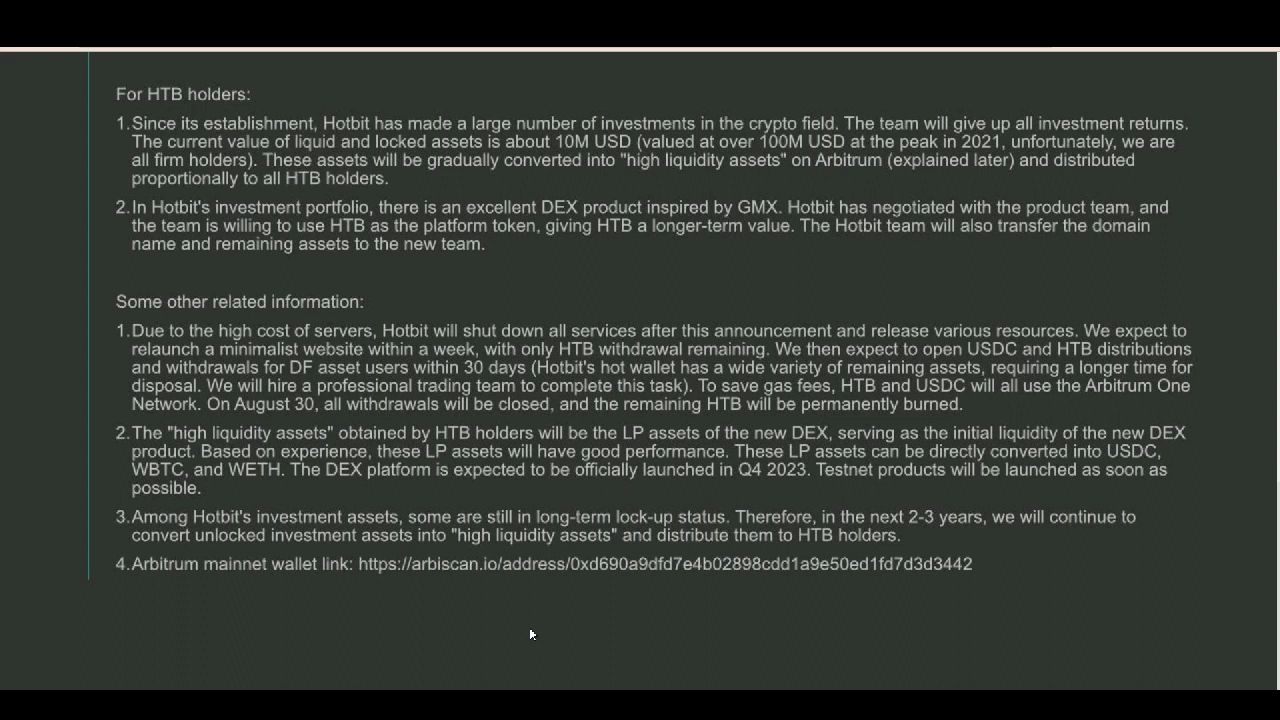 For HTB holders:
1.Since its establishment, Hotbit has made a large number of investments in the crypto field. The team will give up all investment returns.
The current value of liquid and locked assets is about 10M USD (valued at over 100M USD at the peak in 2021, unfortunately, we are
all firm holders). These assets will be gradually converted into "high liquidity assets" on Arbitrum (explained later) and distributed
proportionally to all HTB holders.
2.In Hotbit's investment portfolio, there is an excellent DEX product inspired by GMX. Hotbit has negotiated with the product team, and
the team is willing to use HTB as the platform token, giving HTB a longer-term value. The Hotbit team will also transfer the domain
name and remaining assets to the new team.
Some other related information:
1.Due to the high cost of servers, Hotbit will shut down all services after this announcement and release various resources. We expect to
relaunch a minimalist website within a week, with only HTB withdrawal remaining. We then expect to open USDC and HTB distributions
and withdrawals for DF asset users within 30 days (Hotbit's hot wallet has a wide variety of remaining assets, requiring a longer time for
disposal. We will hire a professional trading team to complete this task). To save gas fees, HTB and USDC will all use the Arbitrum One
Network. On August 30, all withdrawals will be closed, and the remaining HTB will be permanently burned.
2.The "high liquidity assets" obtained by HTB holders will be the LP assets of the new DEX, serving as the initial liquidity of the new DEX
product. Based on experience, these LP assets will have good performance. These LP assets can be directly converted into USDC,
WBTC, and WETH. The DEX platform is expected to be officially launched in Q4 2023. Testnet products will be launched as soon as
possible.
3.Among Hotbit's investment assets, some are still in long-term lock-up status. Therefore, in the next 2-3 years, we will continue to
convert unlocked investment assets into "high liquidity assets" and distribute them to HTB holders.
4.Arbitrum mainnet wallet link: https://arbiscan.io/address/0xd690a9dfd7e4b02898cdd1a9e50ed1fd7d3d3442